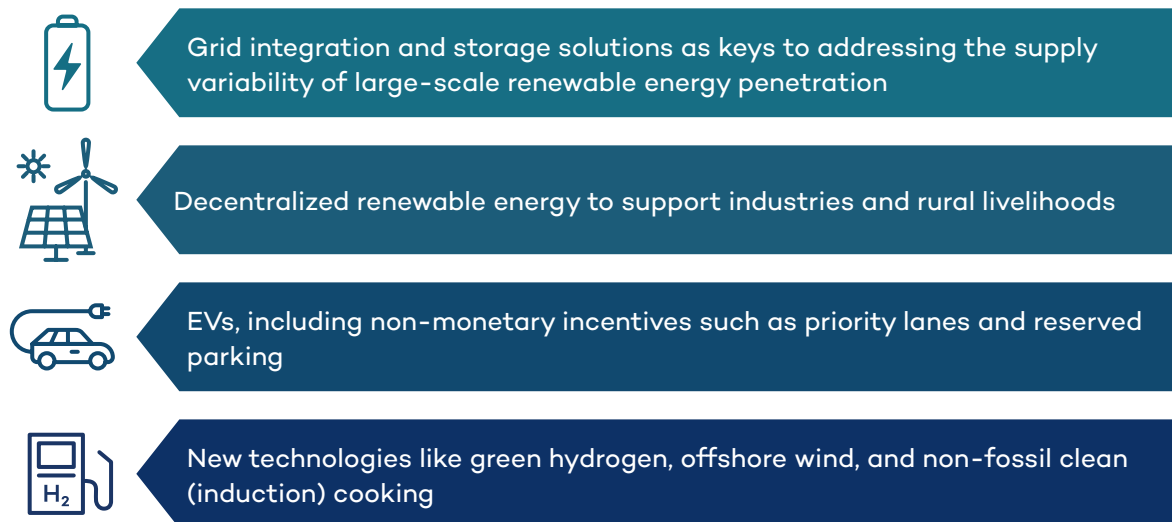 Grid integration and storage solutions as keys to addressing the supply
variability of large-scale renewable energy penetration
Decentralized renewable energy to support industries and rural livelihoods
EVs, including non-monetary incentives such as priority lanes and reserved
parking
H₂
New technologies like green hydrogen, offshore wind, and non-fossil clean
(induction) cooking